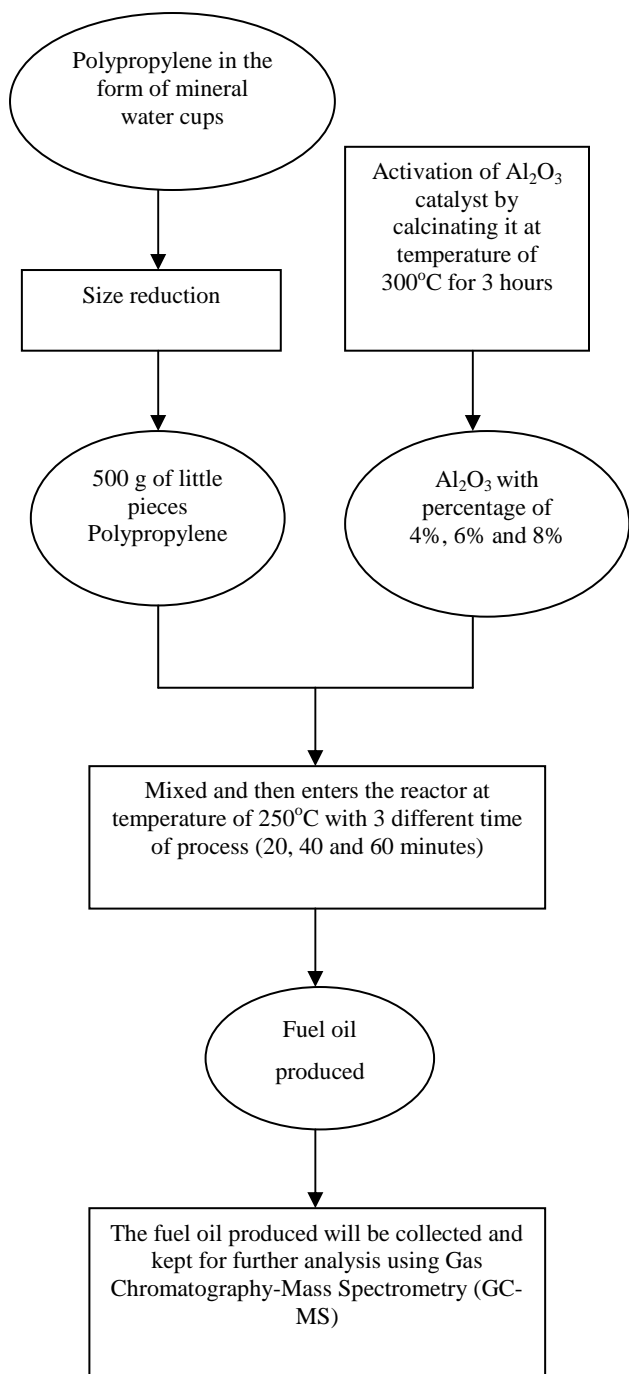 Polypropylene in the
form of mineral
water cups
Activation of Al₂O₃
catalyst by
calcinating it at
temperature of
300°C for 3 hours
Size reduction
500 g of little
pieces
Polypropylene
Al₂O₃ with
percentage of
4%, 6% and 8%
Mixed and then enters the reactor at
temperature of 250°C with 3 different time
of process (20, 40 and 60 minutes)
Fuel oil
produced
The fuel oil produced will be collected and
kept for further analysis using Gas
Chromatography-Mass Spectrometry (GC-
MS)